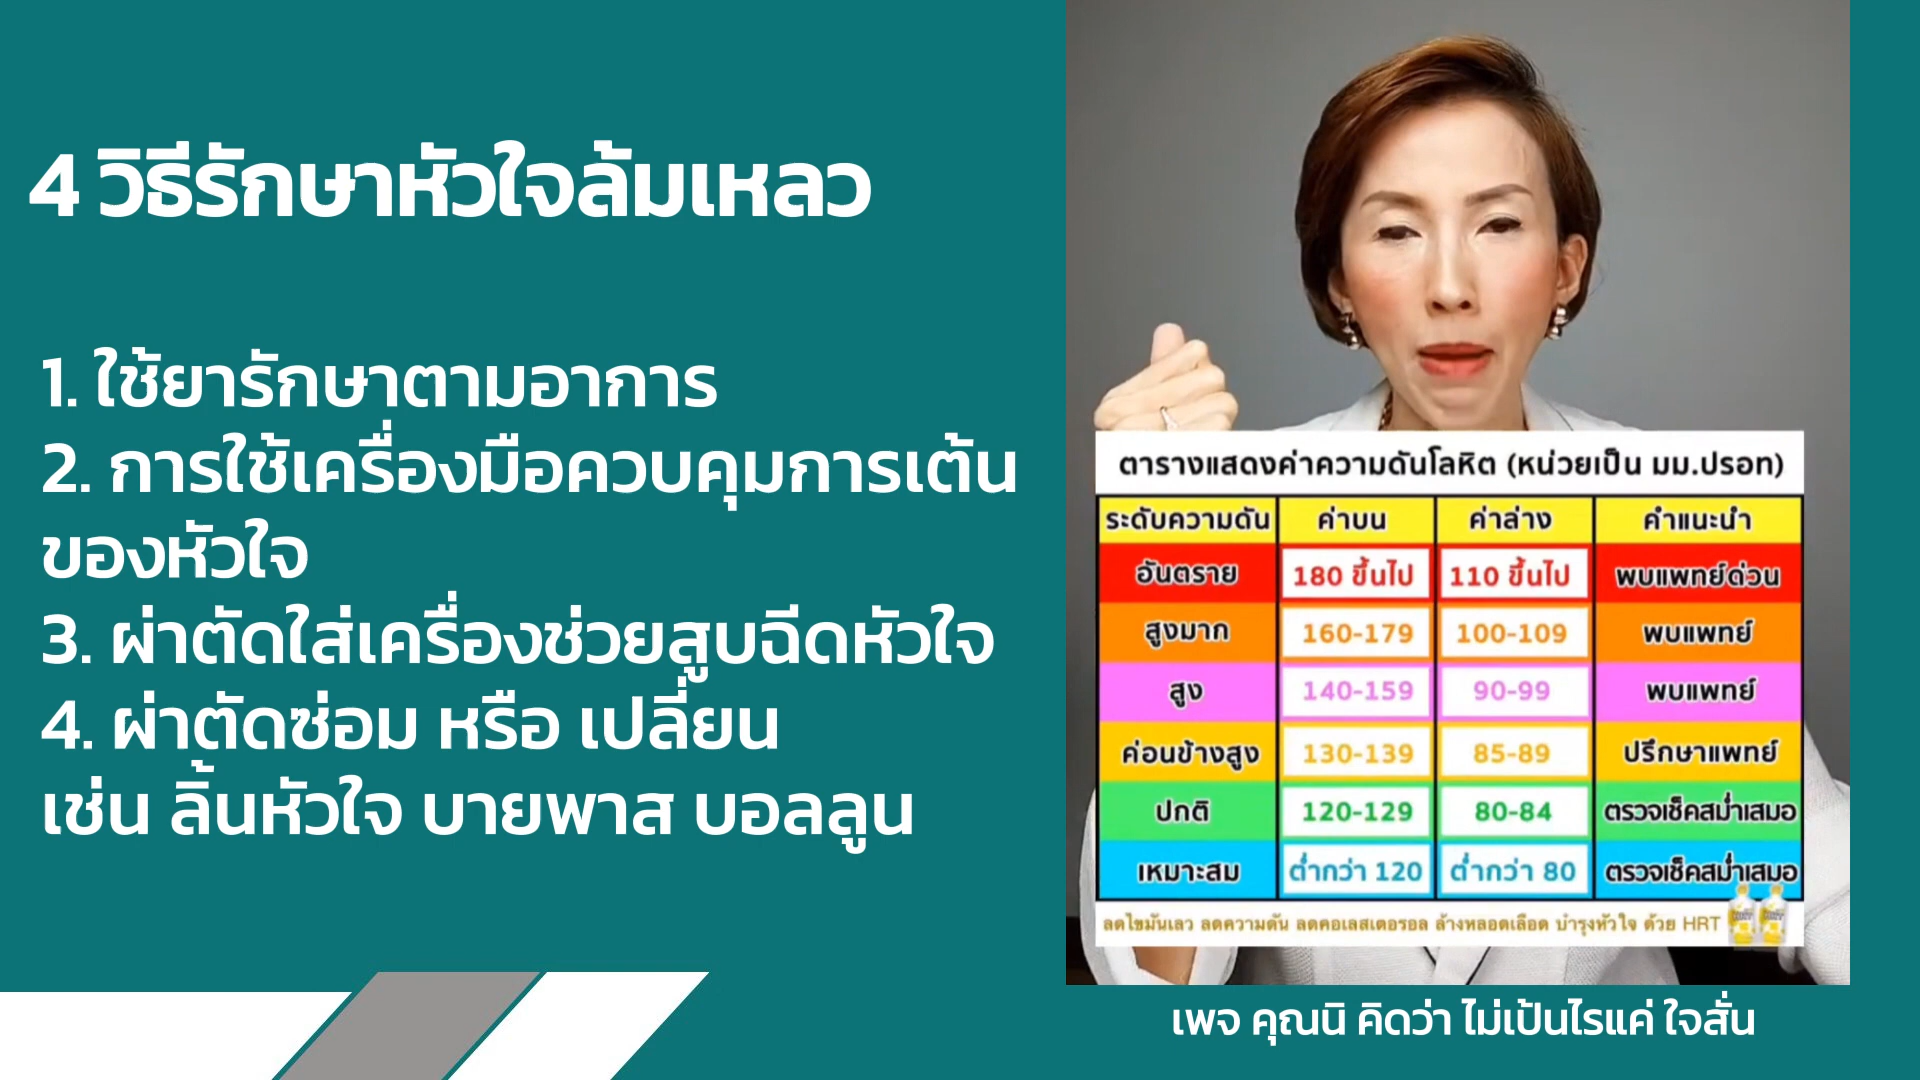 4 วิธีรักษาหัวใจล้มเหลว
1. ใช้ยารักษาตามอาการ
2. การใช้เครื่องมือควบคุมการเต้น
ของหัวใจ
3. ผ่าตัดใส่เครื่องช่วยสูบฉีดหัวใจ
4. ผ่าตัดซ่อม หรือ เปลี่ยน
เช่น ลิ้นหัวใจ บายพาส บอลลูน
ตารางแสดงค่าความดันโลหิต (หน่วยเป็น มม.ปรอท)
ระดับความดัน ค่าบน ค่าล่าง คำแนะนำ
อันตราย 180 ขึ้นไป 110 ขึ้นไป พบแพทย์ด่วน
สูงมาก 160-179 100-109 พบแพทย์
สูง 140-159 90-99 พบแพทย์
ค่อนข้างสูง 130-139 85-89 ปรึกษาแพทย์
ปกติ 120-129 80-84 ตรวจเช็คสม่ำเสมอ
เหมาะสม ต่ำกว่า 120 ต่ำกว่า 80 ตรวจเช็คสม่ำเสมอ
ลดไขมันเลว ลดความดัน ลดคอเลสเตอรอล ล้างหลอดเลือด บำรุงหัวใจ ด้วย HRT
เพจ คุณนิ คิดว่า ไม่เป้นไรแค่ ใจสั่น